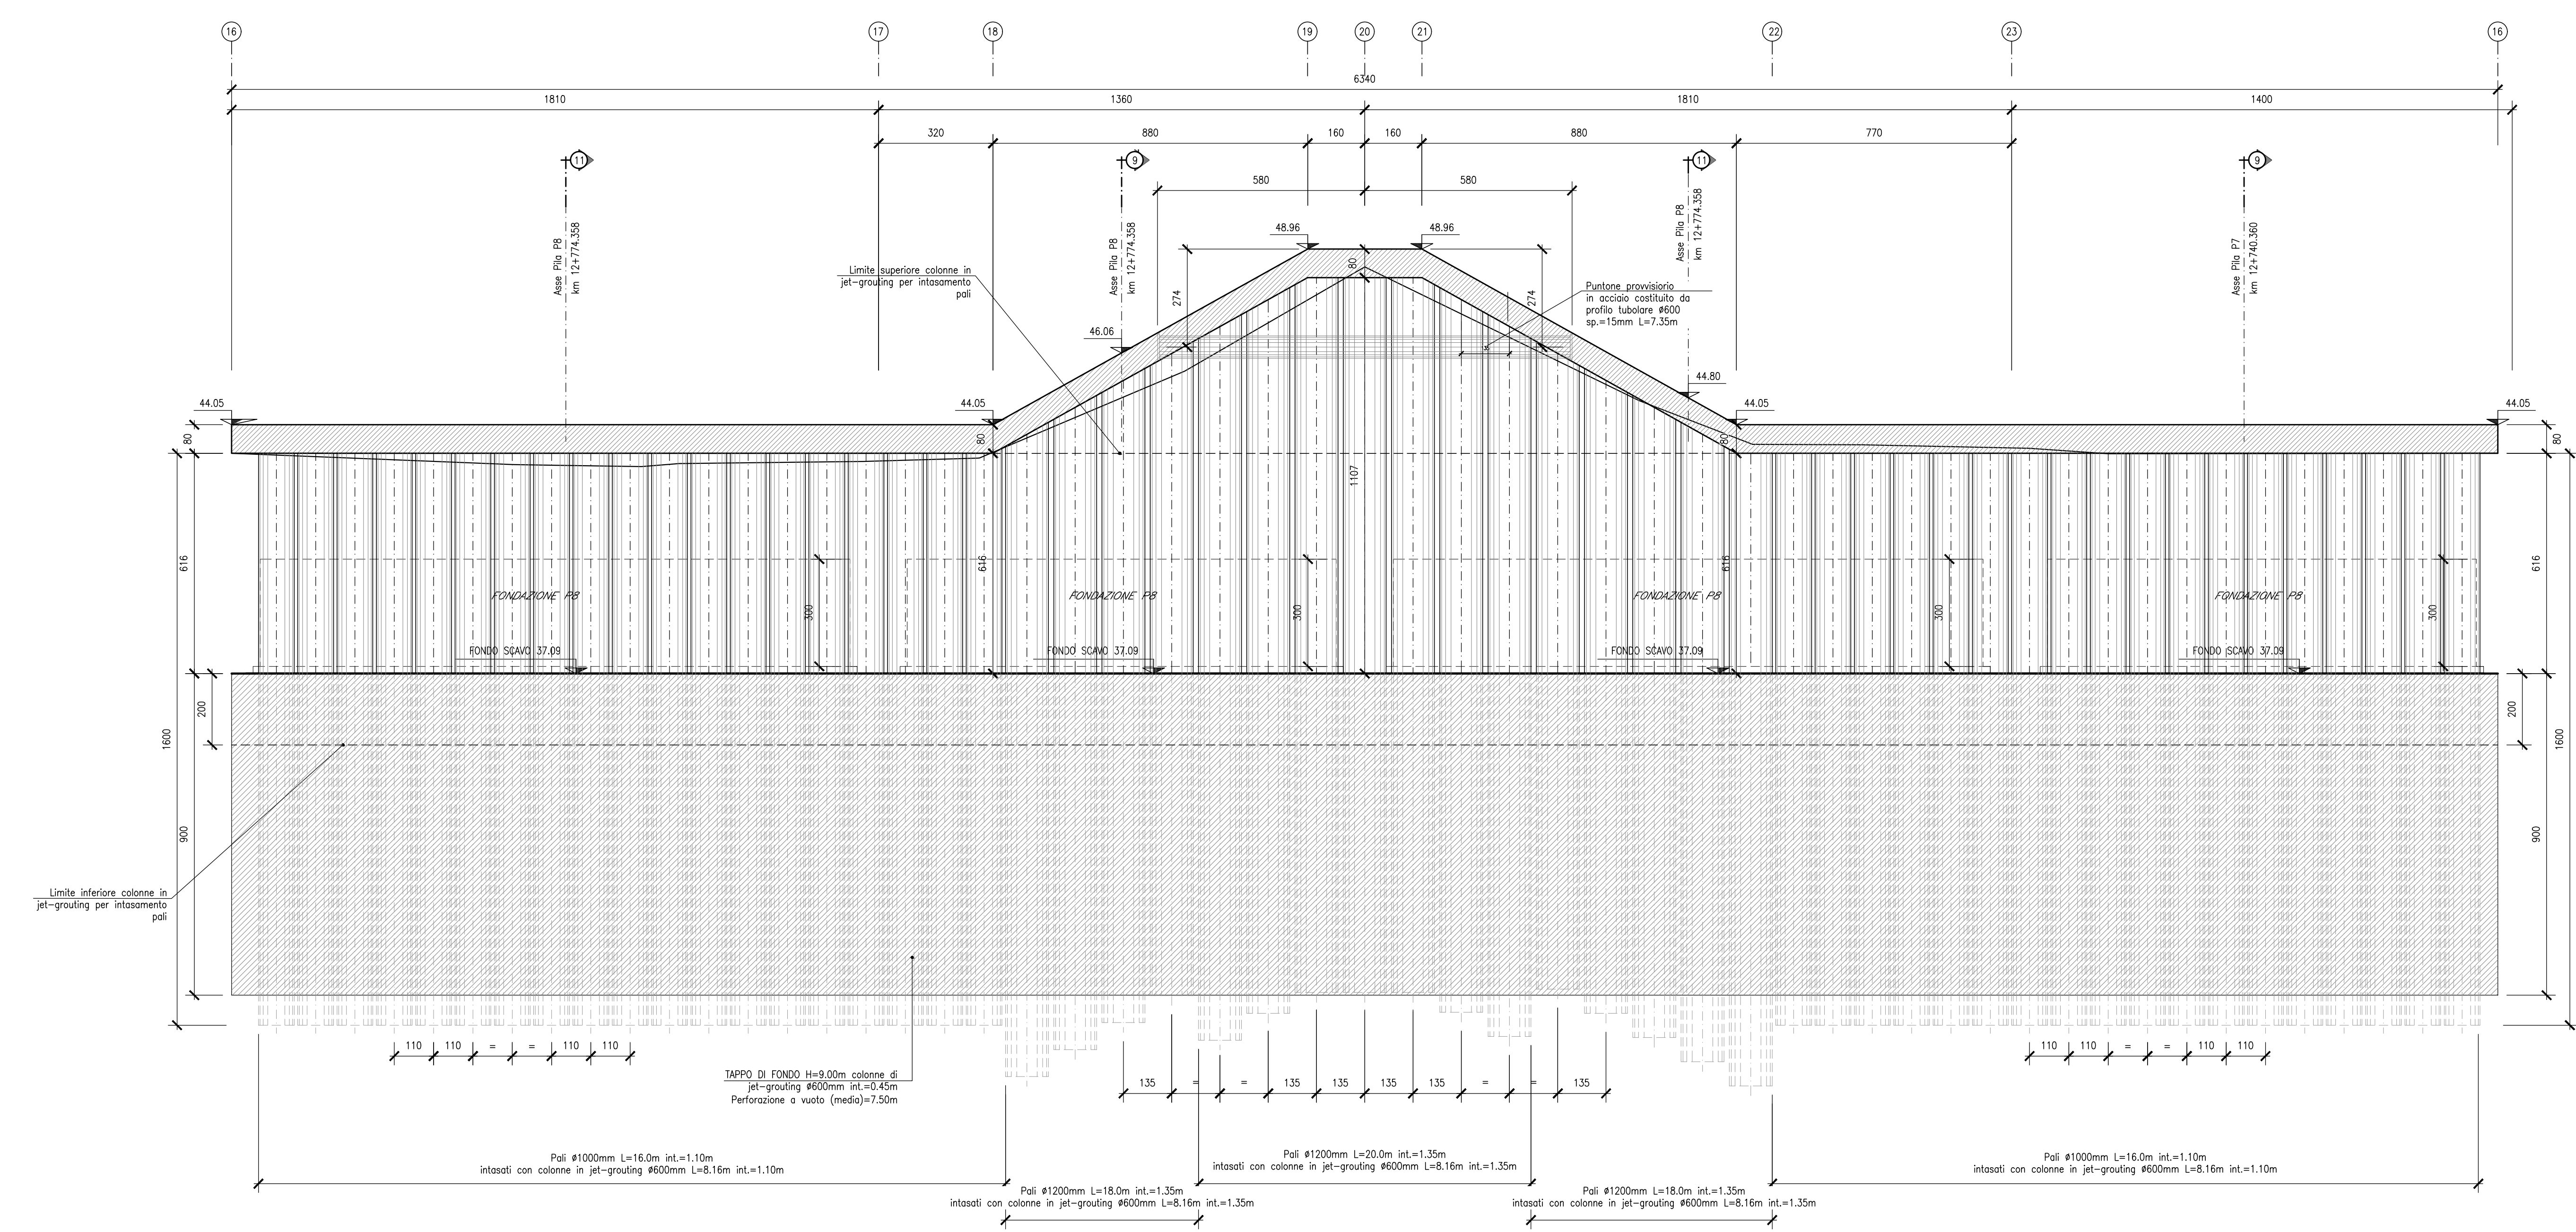 16 17 18 19 20 21 22 23 16
6340
1810 1360 1810 1400
320 880 160 160 880 770
11 9 11 9
580 580
Asse Pila P8
km 12+774.358
Asse Pila P8
km 12+774.358
Asse Pila P8
km 12+774.358
Asse Pila P7
km 12+740.360
48.96 48.96
80
Limite superiore colonne in
jet-grouting per intasamento
pali
274 274
Puntone provvisiorio
in acciaio costituito da
profilo tubolare ø600
sp.=15mm L=7.35m
46.06
44.80
44.05 44.05 44.05 44.05
80 80 80 80
1107
616 616 616 616
FONDAZIONE P8 FONDAZIONE P8 FONDAZIONE P8 FONDAZIONE P8
300 300 300 300
FONDO SCAVO 37.09 FONDO SCAVO 37.09 FONDO SCAVO 37.09 FONDO SCAVO 37.09
200 200
1600 1600
900 900
Limite inferiore colonne in
jet-grouting per intasamento
pali
110 110 = = 110 110
110 110 = = 110 110
TAPPO DI FONDO H=9.00m colonne di
jet-grouting ø600mm int.=0.45m
Perforazione a vuoto (media)=7.50m
135 = = 135 135 135 135 = = 135
Pali ø1000mm L=16.0m int.=1.10m
intasati con colonne in jet-grouting ø600mm L=8.16m int.=1.10m
Pali ø1200mm L=20.0m int.=1.35m
intasati con colonne in jet-grouting ø600mm L=8.16m int.=1.35m
Pali ø1000mm L=16.0m int.=1.10m
intasati con colonne in jet-grouting ø600mm L=8.16m int.=1.10m
Pali ø1200mm L=18.0m int.=1.35m
intasati con colonne in jet-grouting ø600mm L=8.16m int.=1.35m
Pali ø1200mm L=18.0m int.=1.35m
intasati con colonne in jet-grouting ø600mm L=8.16m int.=1.35m